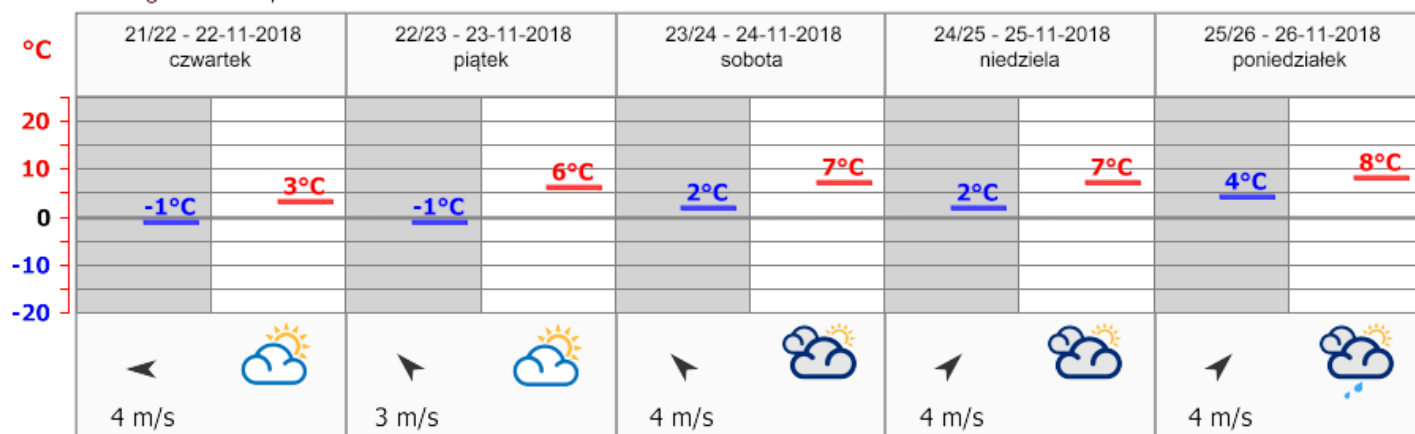 °C
21/22 - 22-11-2018
czwartek
22/23 - 23-11-2018
piątek
23/24 - 24-11-2018
sobota
24/25 - 25-11-2018
niedziela
25/26 - 26-11-2018
poniedziałek
20
10
0
-10
-20
-1°C
3°C
-1°C
6°C
2°C
7°C
2°C
7°C
4°C
8°C
4 m/s
3 m/s
4 m/s
4 m/s
4 m/s